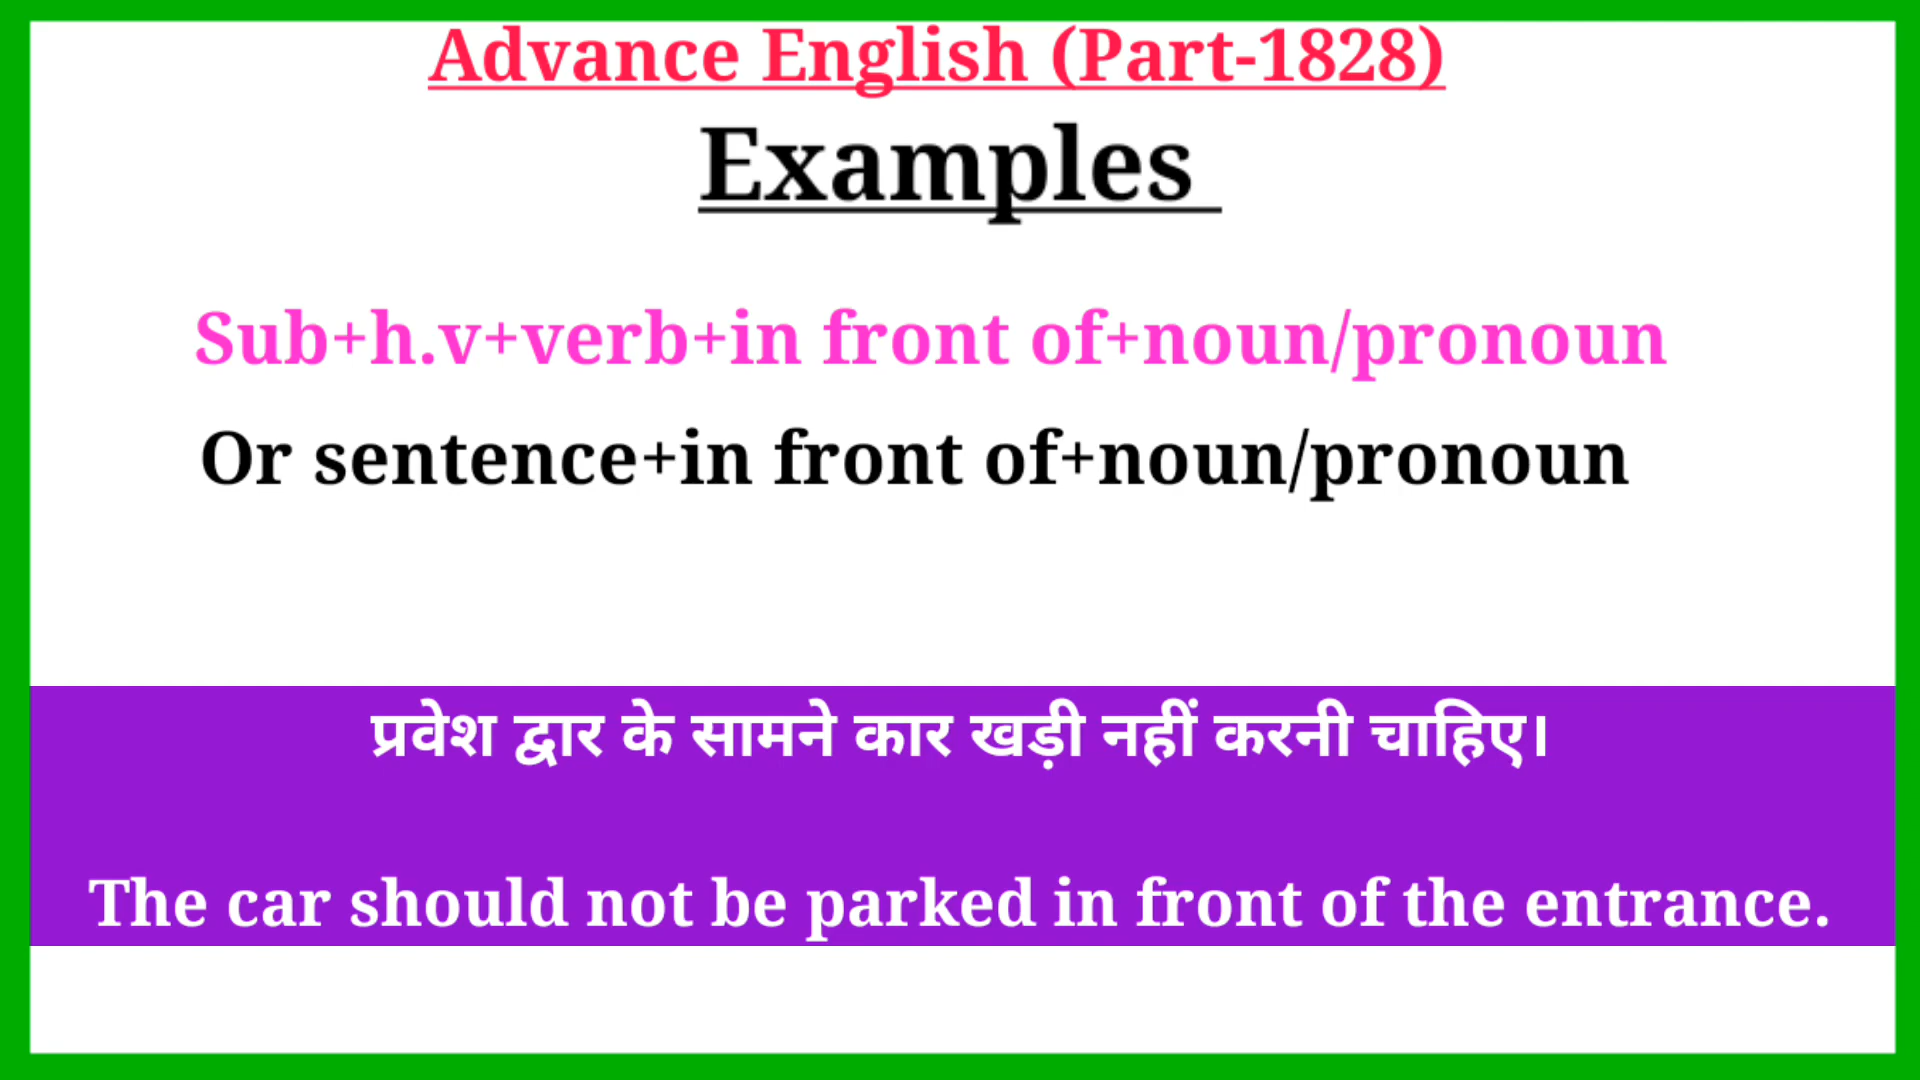 Advance English (Part-1828)
Examples
Sub+h.v+verb+in front of+noun/pronoun
Or sentence+in front of+noun/pronoun
प्रवेश द्वार के सामने कार खड़ी नहीं करनी चाहिए।
The car should not be parked in front of the entrance.